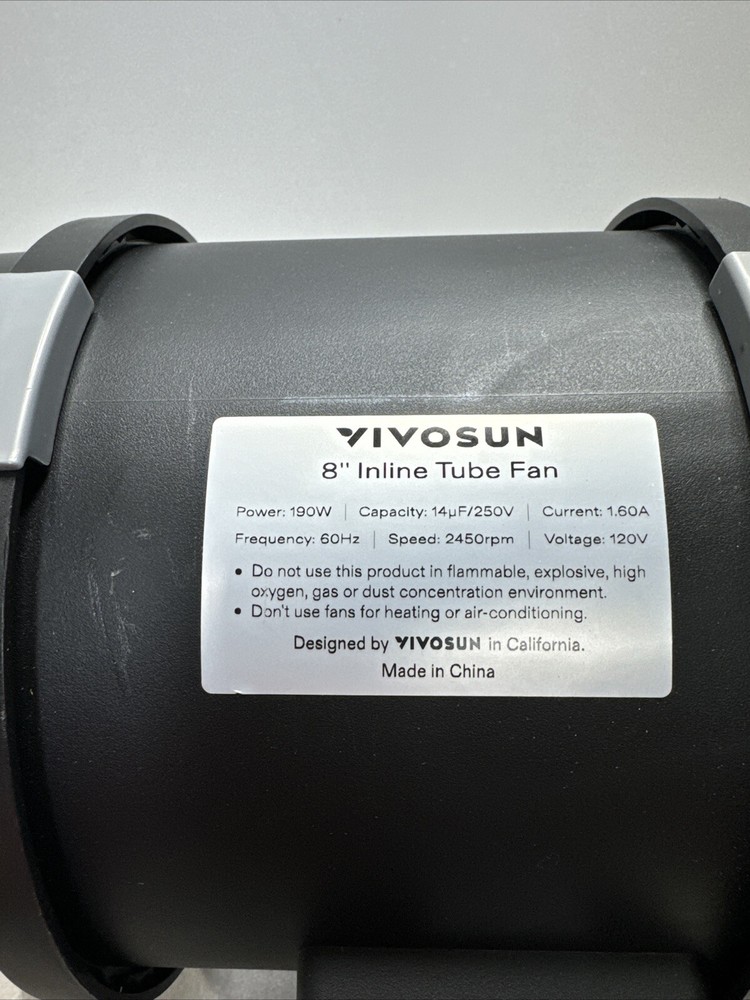 VIVOSUN
8" Inline Tube Fan
Power: 190W | Capacity: 14µF/250V | Current: 1.60A
Frequency: 60Hz | Speed: 2450rpm | Voltage: 120V
• Do not use this product in flammable, explosive, high
oxygen, gas or dust concentration environment.
• Don't use fans for heating or air-conditioning.
Designed by VIVOSUN in California.
Made in China